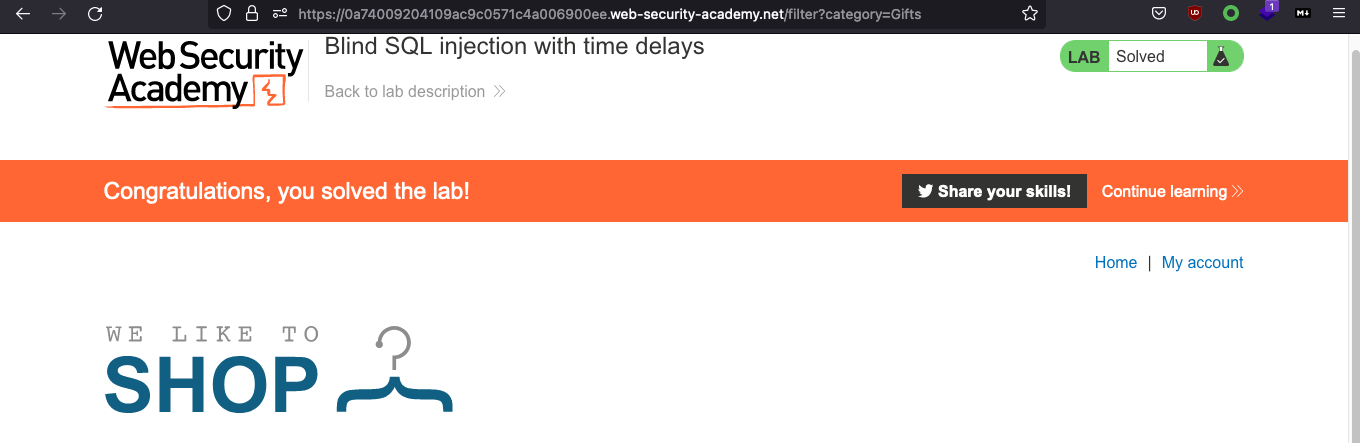 https://0a74009204109ac9c0571c4a006900ee.web-security-academy.net/filter?category=Gifts
1
UD
M+
Web Security
Academy
Blind SQL injection with time delays
Back to lab description
LAB Solved
Congratulations, you solved the lab!
Share your skills!
Continue learning
Home | My account
WE LIKE TO
SHOP